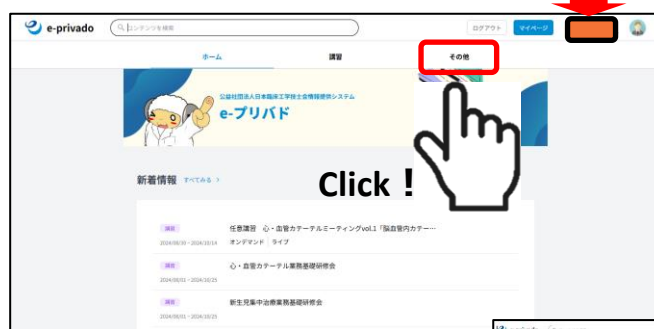 e-privado
コンテンツを検索
ログアウト
マイページ
ホーム
講習
その他
公益社団法人日本臨床工学技士会情報提供システム
e-プリバド
Click！
新着情報 すべてみる >
講習
任意講習 心・血管カテーテルミーティングvol.1「脳血管内カテー…
2024/08/30 - 2024/10/14 オンデマンド | ライブ
講習
心・血管カテーテル業務基礎研修会
2024/08/01 - 2024/10/25
講習
新生児集中治療業務基礎研修会
2024/08/01 - 2024/10/25